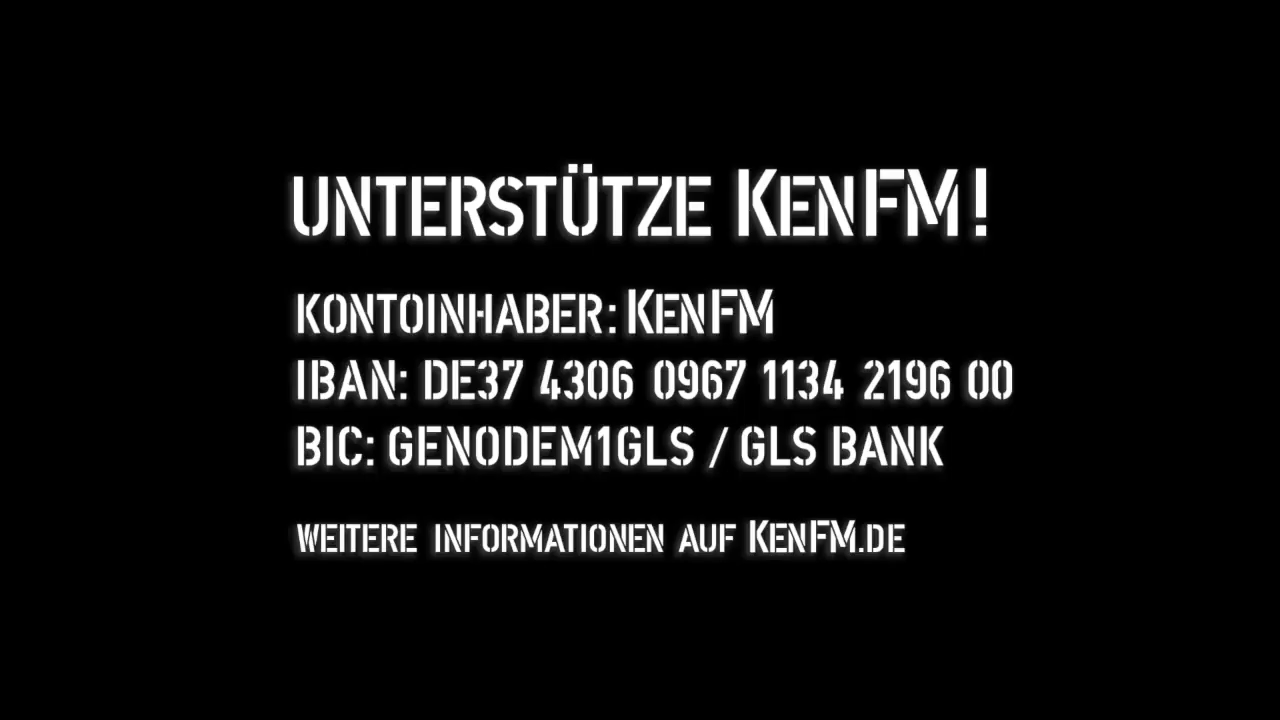 UNTERSTÜTZE KENFM!
KONTOINHABER: KENFM
IBAN: DE37 4306 0967 1134 2196 00
BIC: GENODEM1GLS / GLS BANK
WEITERE INFORMATIONEN AUF KENFM.DE